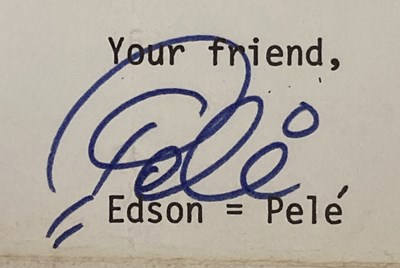 Your friend,
Pelé
Edson = Pelé